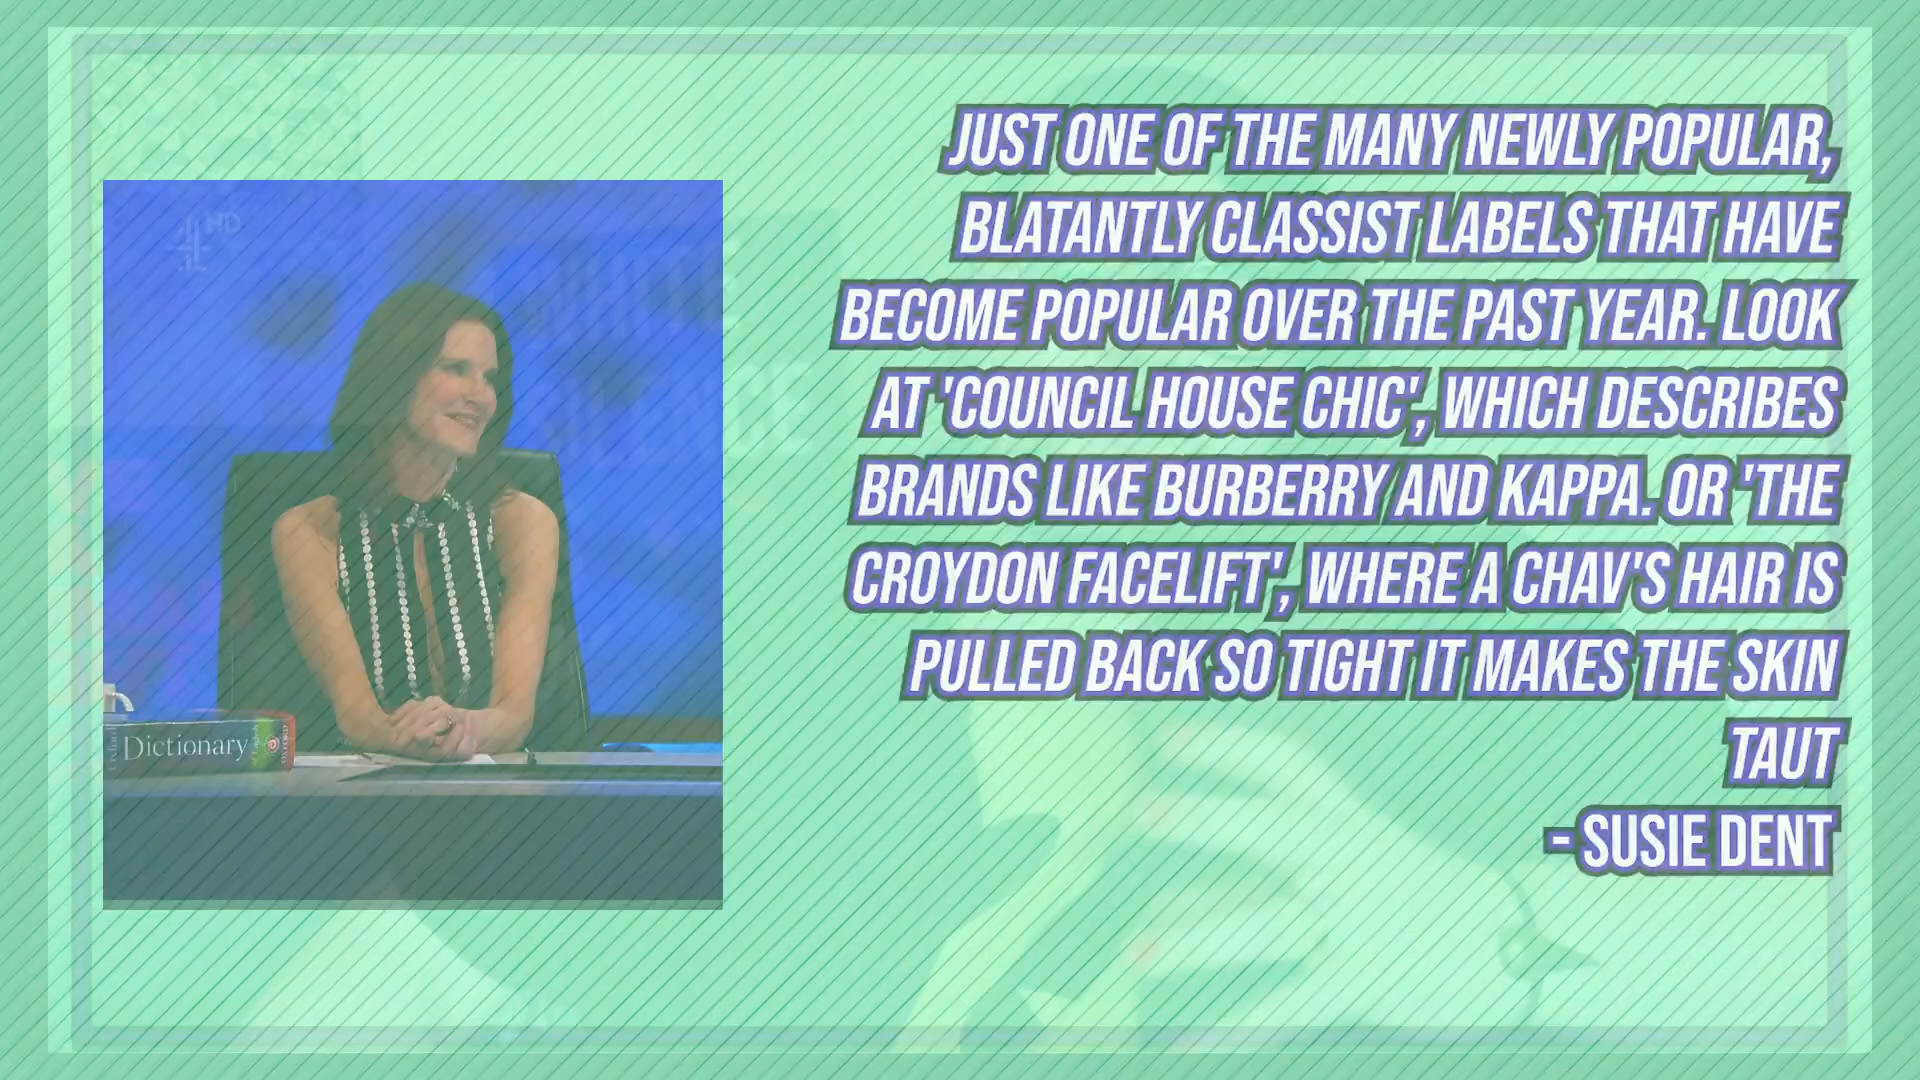 JUST ONE OF THE MANY NEWLY POPULAR,
BLATANTLY CLASSIST LABELS THAT HAVE
BECOME POPULAR OVER THE PAST YEAR. LOOK
AT 'COUNCIL HOUSE CHIC', WHICH DESCRIBES
BRANDS LIKE BURBERRY AND KAPPA. OR 'THE
CROYDON FACELIFT', WHERE A CHAV'S HAIR IS
PULLED BACK SO TIGHT IT MAKES THE SKIN
TAUT
- SUSIE DENT
4 HD
Dictionary